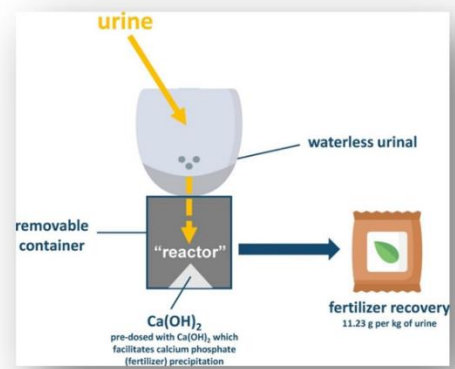 urine
waterless urinal
removable
container
"reactor"
Ca(OH)₂
pre-dosed with Ca(OH)₂ which
facilitates calcium phosphate
(fertilizer) precipitation
fertilizer recovery
11.23 g per kg of urine